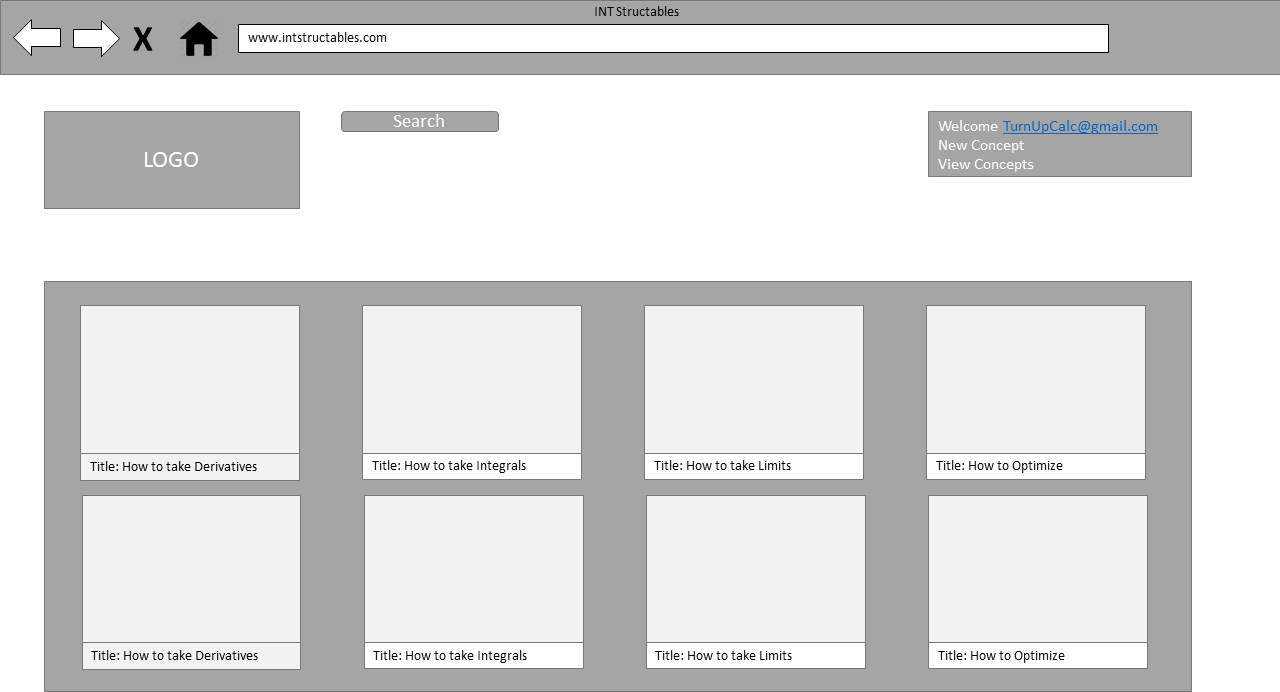 INT Structables
X
www.intstructables.com
Search
LOGO
Welcome TurnUpCalc@gmail.com
New Concept
View Concepts
Title: How to take Derivatives
Title: How to take Integrals
Title: How to take Limits
Title: How to Optimize
Title: How to take Derivatives
Title: How to take Integrals
Title: How to take Limits
Title: How to Optimize